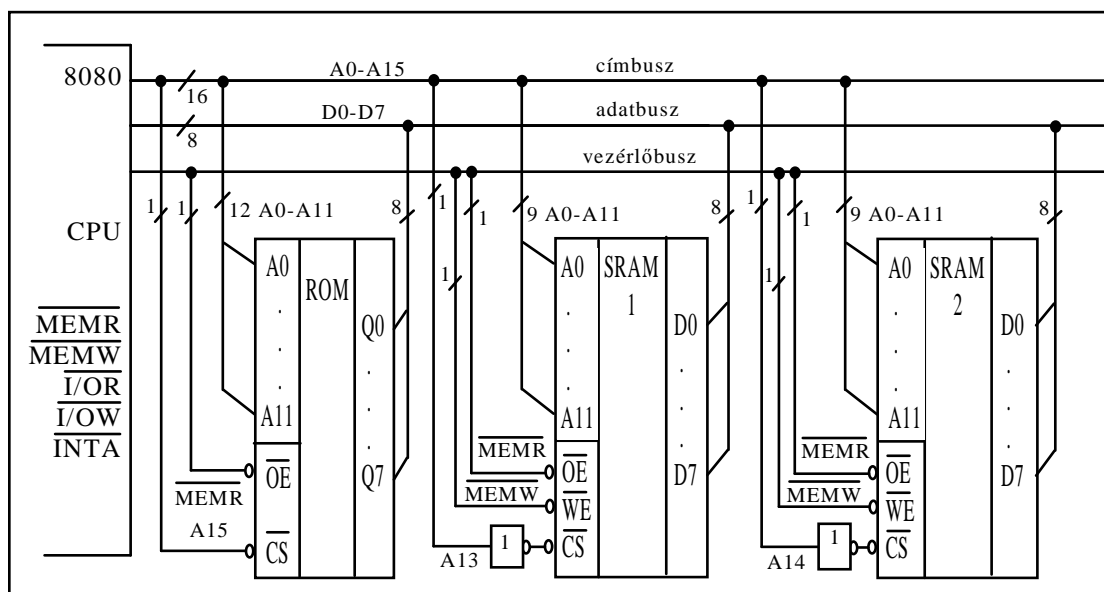 8080
CPU
MEMR
MEMW
I/OR
I/OW
INTA
A0-A15
címbusz
16
D0-D7
adatbusz
8
vezérlőbusz
1
1
12 A0-A11
8
A0
.
.
.
A11
ROM
Q0
.
.
.
Q7
OE
CS
MEMR
A15
1
1
1
9 A0-A11
8
A0
.
.
.
A11
SRAM
1
D0
.
.
.
D7
MEMR
OE
MEMW
WE
1
CS
A13
1
1
1
9 A0-A11
8
A0
.
.
.
A11
SRAM
2
D0
.
.
.
D7
MEMR
OE
MEMW
WE
1
CS
A14